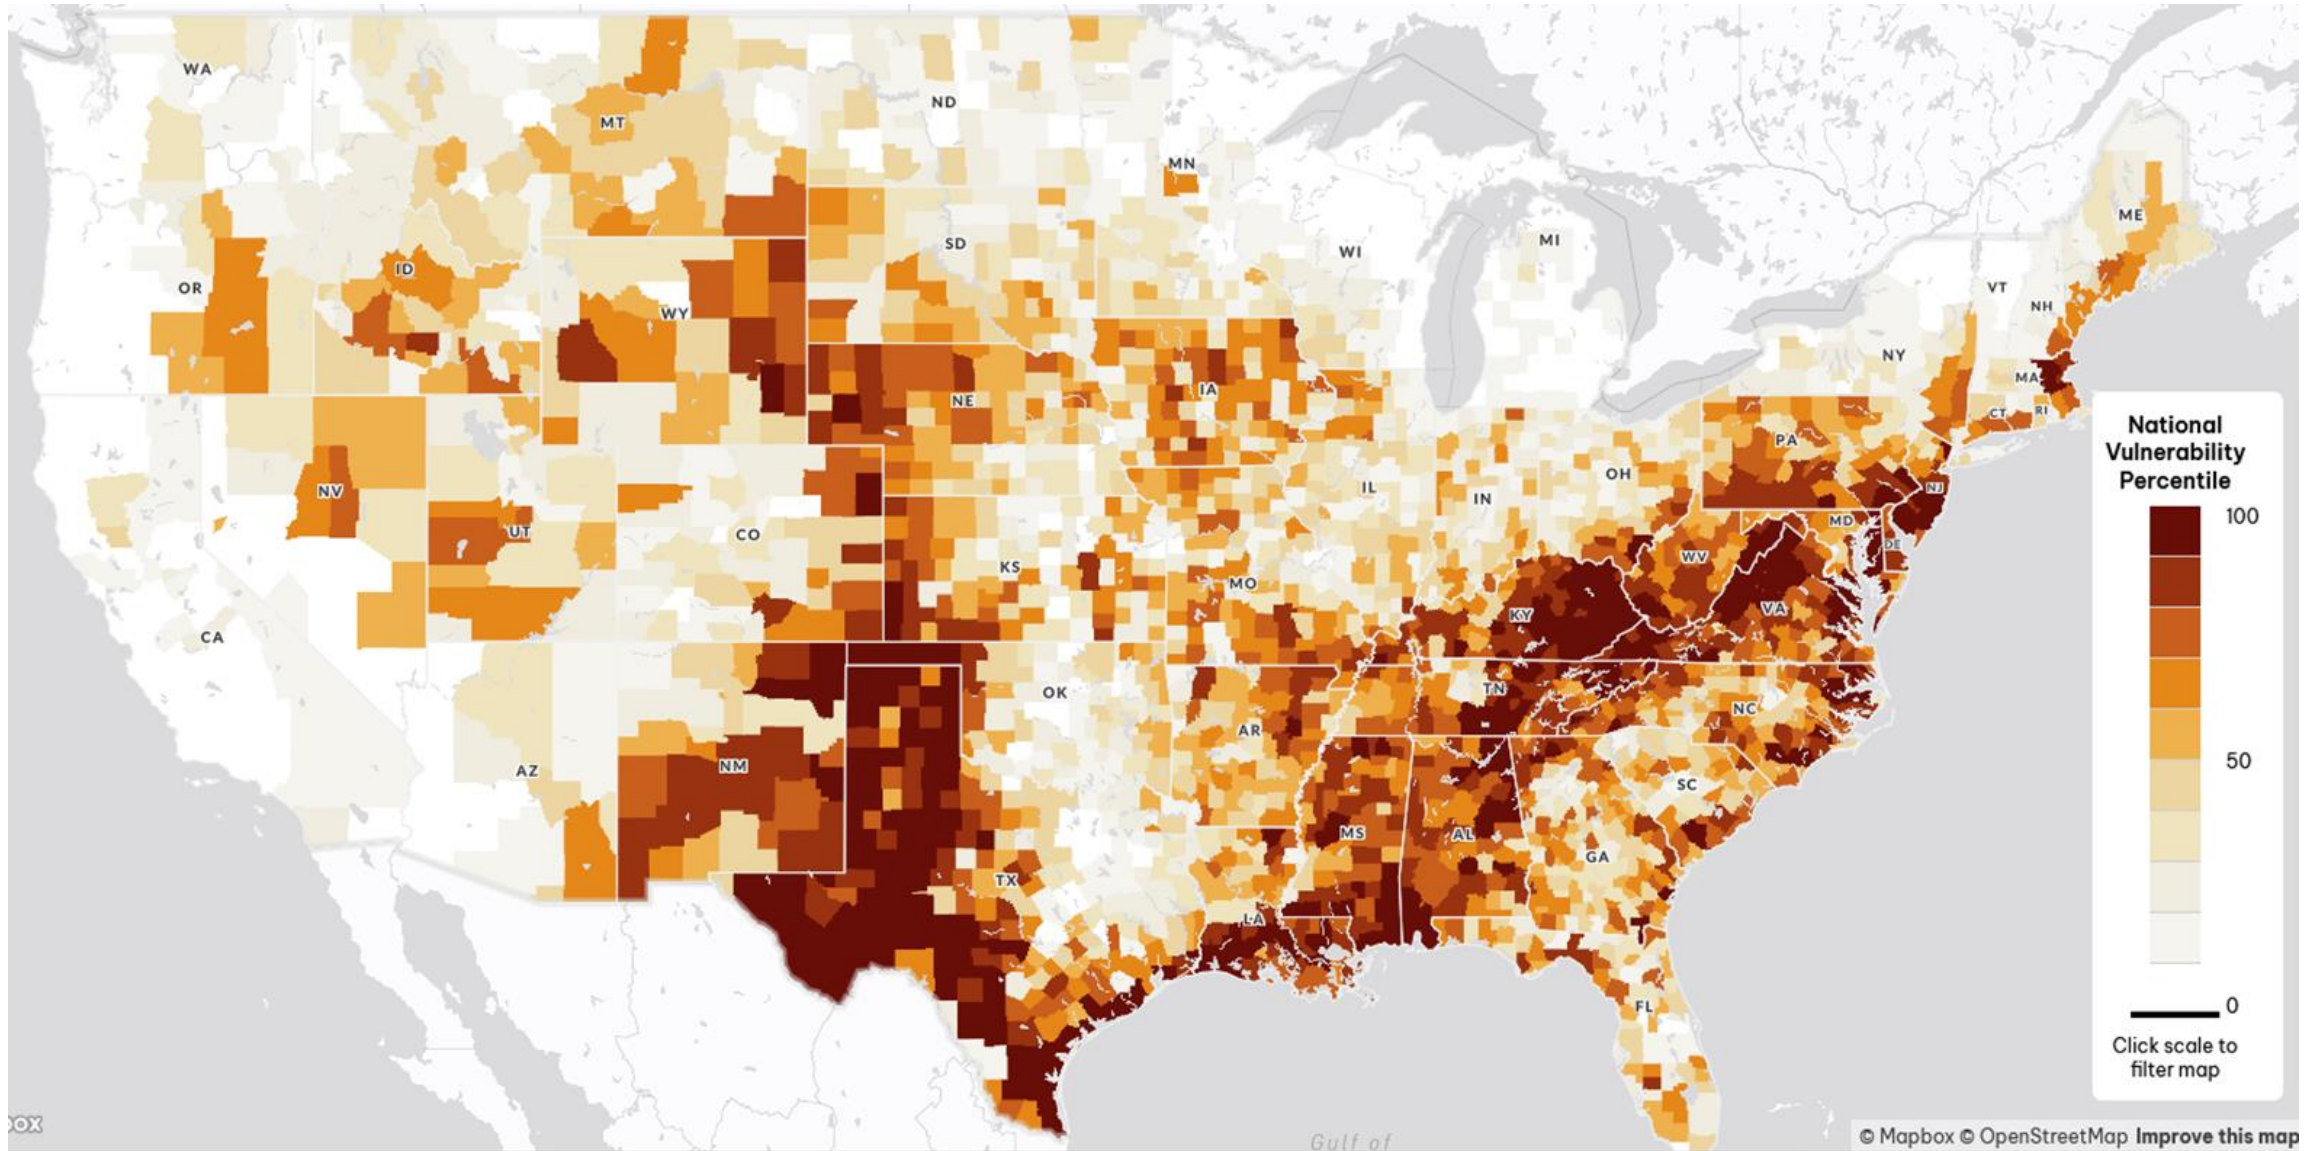 WA
MT
ND
MN
ME
OR
ID
SD
WI
MI
VT
NH
WY
NY
IA
MA
NE
CT
RI
PA
NV
UT
CO
IL
IN
OH
NJ
MD
DE
KS
MO
WV
CA
KY
VA
OK
TN
NC
AZ
NM
AR
SC
MS
AL
GA
TX
LA
FL
National
Vulnerability
Percentile
100
50
0
Click scale to
filter map
Gulf of
box
© Mapbox © OpenStreetMap Improve this map